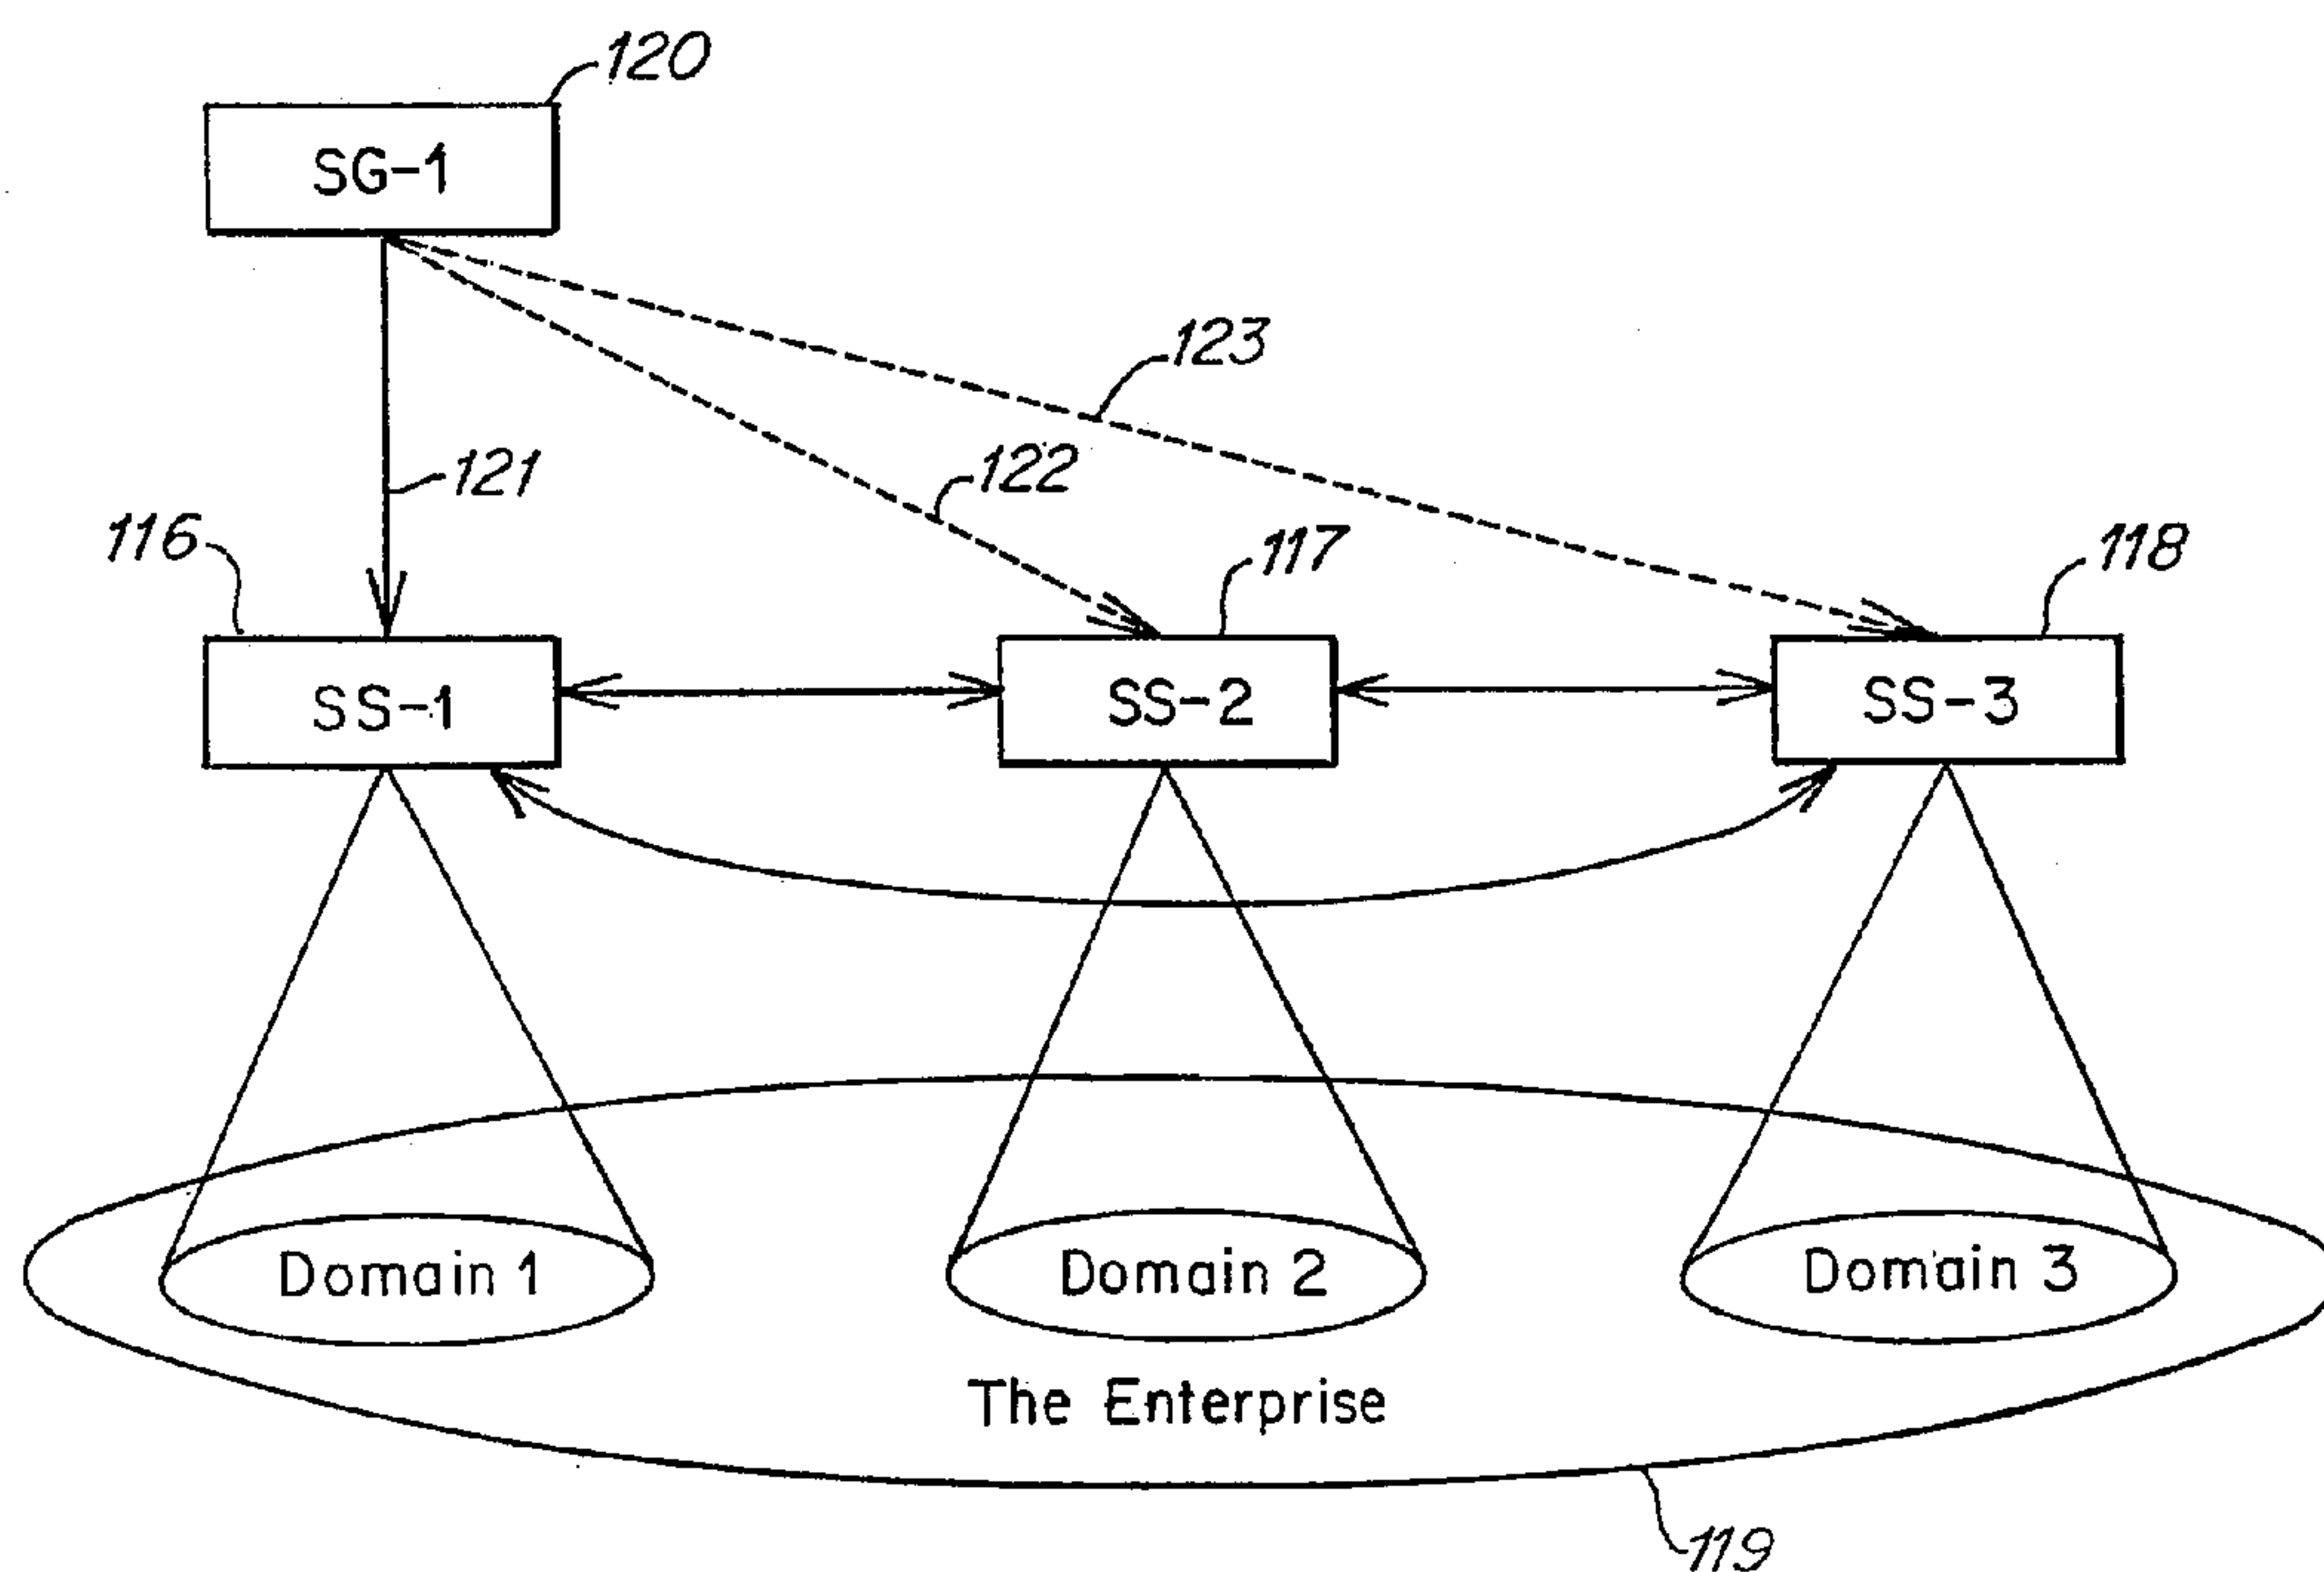 120
SG-1
123
122
121
116
117
118
SS-1
SS-2
SS-3
Domain 1
Domain 2
Domain 3
The Enterprise
119